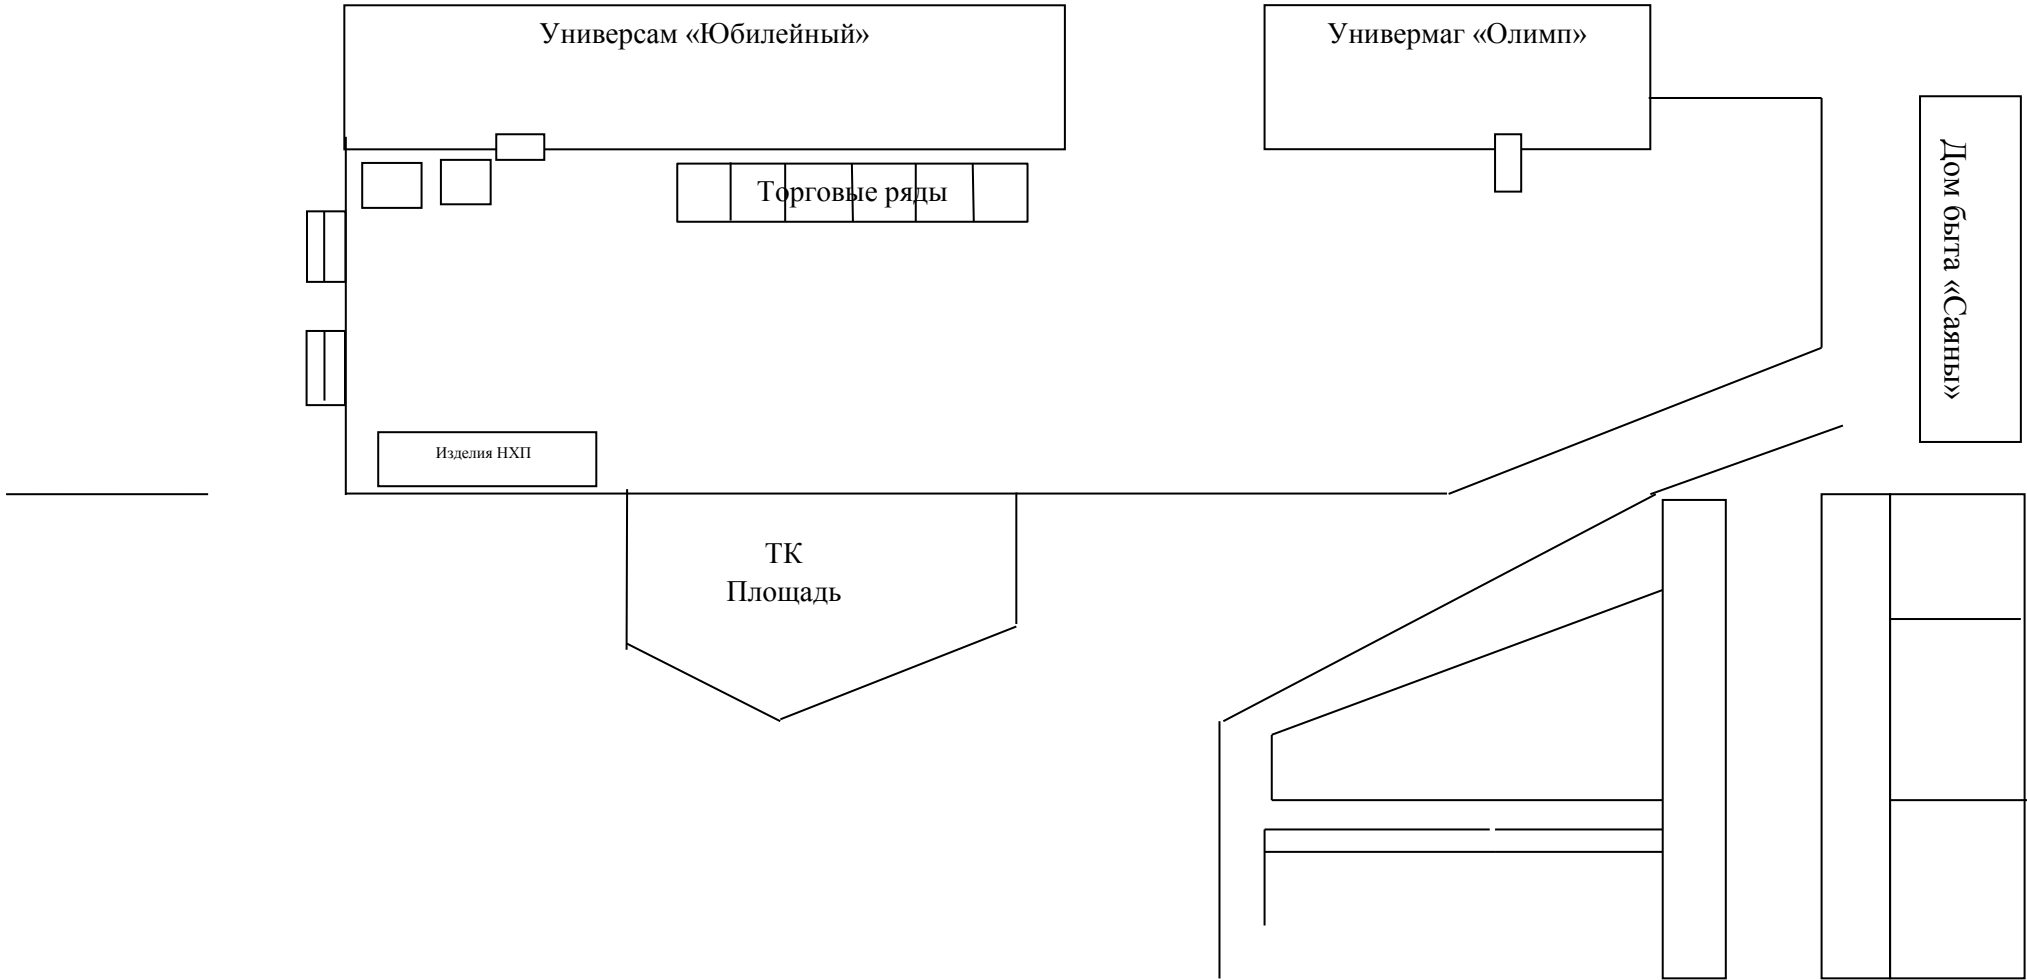 Универсам «Юбилейный»
Универмаг «Олимп»
Дом быта «Саяны»
Торговые ряды
Изделия НХП
ТК
Площадь